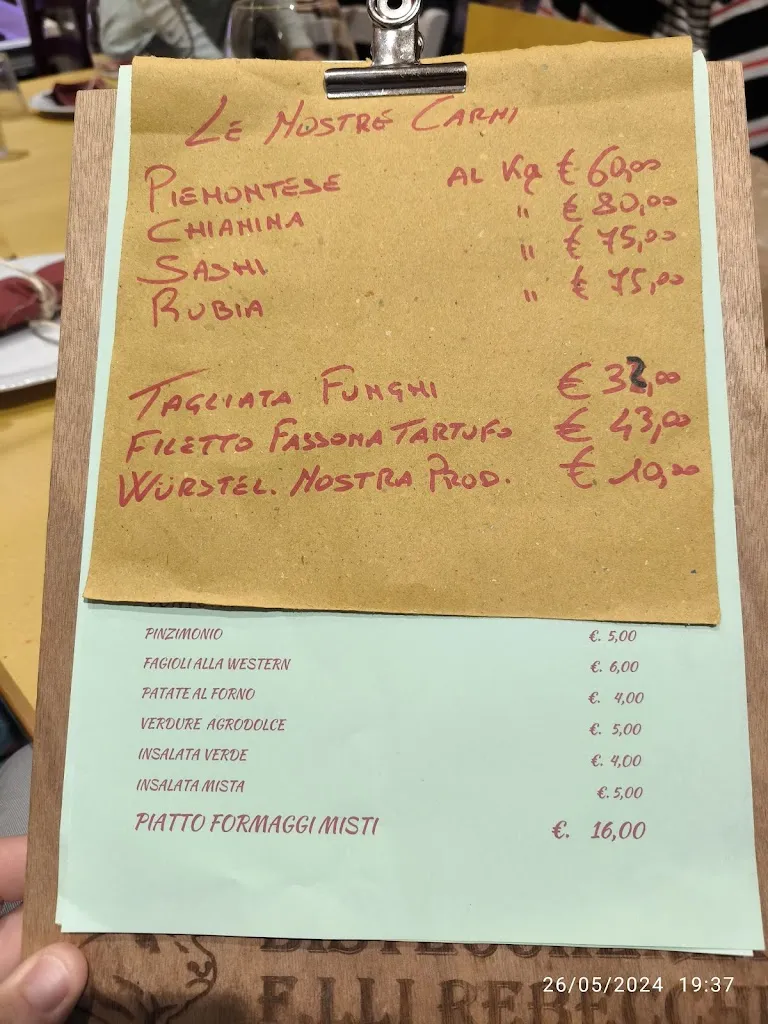 LE NOSTRE CARNI
PIEMONTESE AL Kg € 60,00
CHIANINA " € 80,00
SASHI " € 75,00
RUBIA " € 75,00
TAGLIATA FUNGHI € 32,00
FILETTO FASSONA TARTUFO € 43,00
WÜRSTEL. NOSTRA PROD. € 10,00
PINZIMONIO €. 5,00
FAGIOLI ALLA WESTERN €. 6,00
PATATE AL FORNO €. 4,00
VERDURE AGRODOLCE €. 5,00
INSALATA VERDE €. 4,00
INSALATA MISTA €. 5,00
PIATTO FORMAGGI MISTI €. 16,00
F.LLI REBECCHI
26/05/2024 19:37